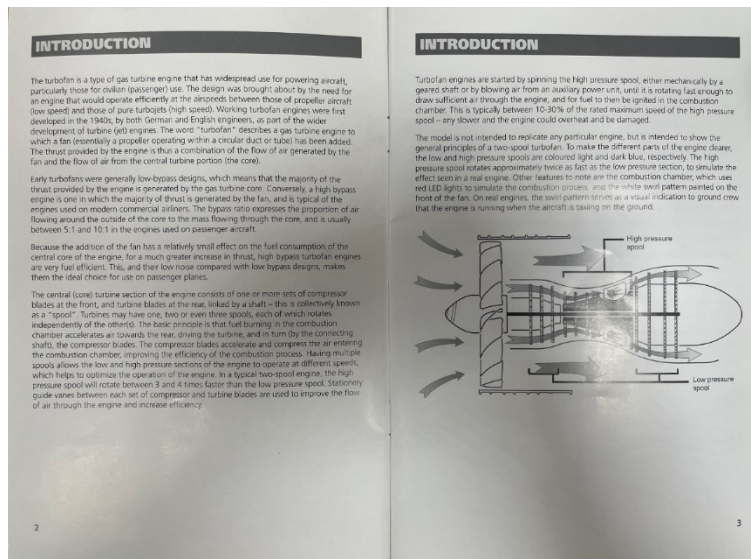 INTRODUCTION
The turbofan is a type of gas turbine engine that has widespread use for powering aircraft,
particularly those for civilian (passenger) use. The design was brought about by the need for
an engine that would operate efficiently at the airspeeds between those of propeller aircraft
(low speed) and those of pure turbojets (high speed). Working turbofan engines were first
developed in the 1940s, by both German and English engineers, as part of the wider
development of turbine (jet) engines. The word "turbofan" describes a gas turbine engine to
which a fan (essentially a propeller operating within a circular duct or tube) has been added.
The thrust provided by the engine is thus a combination of the flow of air generated by the
fan and the flow of air from the central turbine portion (the core).
Early turbofans were generally low-bypass designs, which means that the majority of the
thrust provided by the engine is generated by the gas turbine core. Conversely, a high bypass
engine is one in which the majority of thrust is generated by the fan, and is typical of the
engines used on modern commercial airliners. The bypass ratio expresses the proportion of air
flowing around the outside of the core to the mass flowing through the core, and is usually
between 5:1 and 10:1 in the engines used on passenger aircraft.
Because the addition of the fan has a relatively small effect on the fuel consumption of the
central core of the engine, for a much greater increase in thrust, high bypass turbofan engines
are very fuel efficient. This, and their low noise compared with low bypass designs, makes
them the ideal choice for use on passenger planes.
The central (core) turbine section of the engine consists of one or more sets of compressor
blades at the front, and turbine blades at the rear, linked by a shaft – this is collectively known
as a "spool". Turbines may have one, two or even three spools, each of which rotates
independently of the other(s). The basic principle is that fuel burning in the combustion
chamber accelerates air towards the rear, driving the turbine, and in turn (by the connecting
shaft), the compressor blades. The compressor blades accelerate and compress the air entering
the combustion chamber, improving the efficiency of the combustion process. Having multiple
spools allows the low and high pressure sections of the engine to operate at different speeds,
which helps to optimize the operation of the engine. In a typical two-spool engine, the high
pressure spool will rotate between 3 and 4 times faster than the low pressure spool. Stationery
guide vanes between each set of compressor and turbine blades are used to improve the flow
of air through the engine and increase efficiency.
2
INTRODUCTION
Turbofan engines are started by spinning the high pressure spool, either mechanically by a
geared shaft or by blowing air from an auxiliary power unit, until it is rotating fast enough to
draw sufficient air through the engine, and for fuel to then be ignited in the combustion
chamber. This is typically between 10-30% of the rated maximum speed of the high pressure
spool – any slower and the engine could overheat and be damaged.
The model is not intended to replicate any particular engine, but is intended to show the
general principles of a two-spool turbofan. To make the different parts of the engine clearer,
the low and high pressure spools are coloured light and dark blue, respectively. The high
pressure spool rotates approximately twice as fast as the low pressure section, to simulate the
effect seen in a real engine. Other features to note are the combustion chamber, which uses
red LED lights to simulate the combustion process, and the white swirl pattern painted on the
front of the fan. On real engines, the swirl pattern serves as a visual indication to ground crew
that the engine is running when the aircraft is taxiing on the ground.
High pressure
spool
Low pressure
spool
3